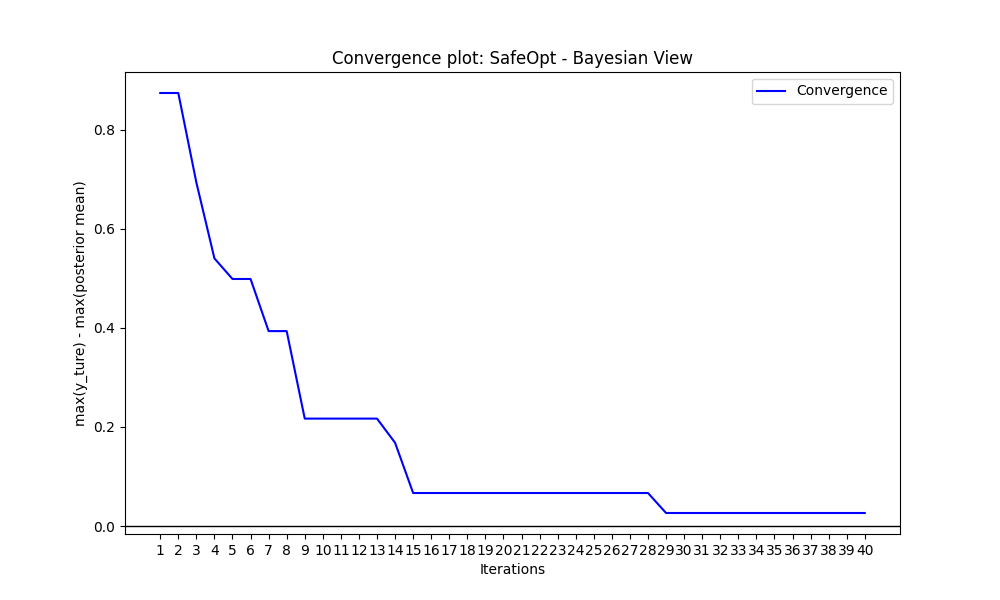 Convergence plot: SafeOpt - Bayesian View
Convergence
max(y_ture) - max(posterior mean)
0.8
0.6
0.4
0.2
0.0
1 2 3 4 5 6 7 8 9 10 11 12 13 14 15 16 17 18 19 20 21 22 23 24 25 26 27 28 29 30 31 32 33 34 35 36 37 38 39 40
Iterations